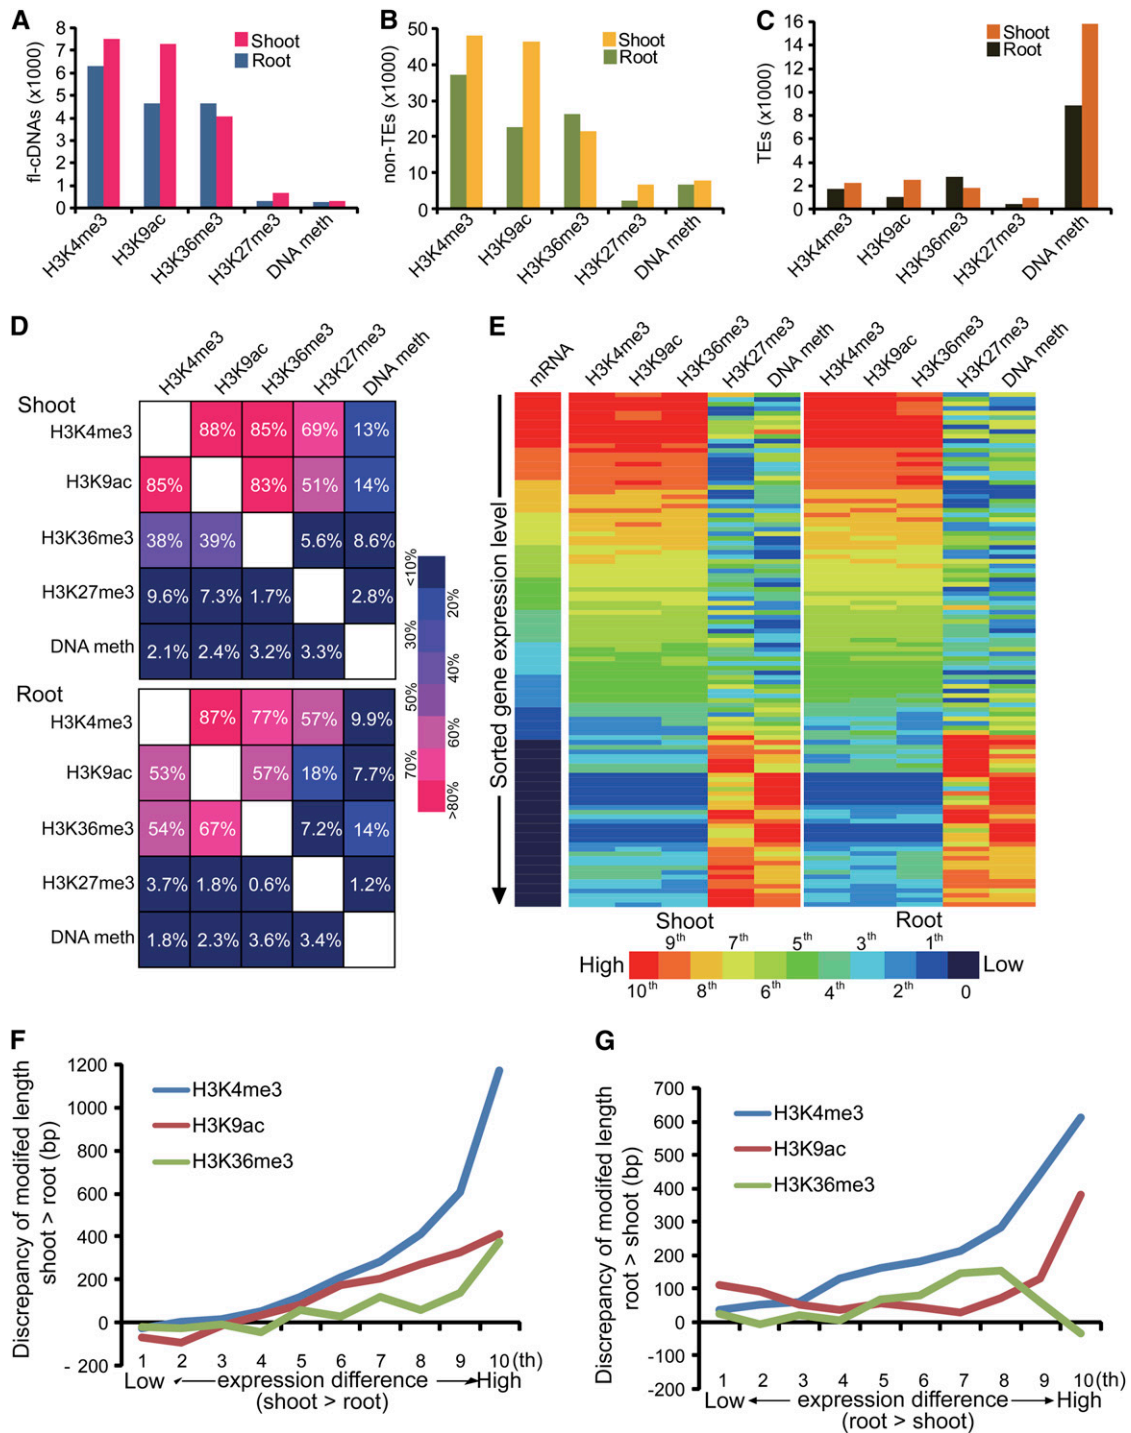 A
fl-cDNAs (x1000)
8
7
6
5
4
3
2
1
0
Shoot
Root
H3K4me3
H3K9ac
H3K36me3
H3K27me3
DNA meth
B
non-TEs (x1000)
50
40
30
20
10
0
Shoot
Root
H3K4me3
H3K9ac
H3K36me3
H3K27me3
DNA meth
C
TEs (x1000)
16
14
12
10
8
6
4
2
0
Shoot
Root
H3K4me3
H3K9ac
H3K36me3
H3K27me3
DNA meth
D
H3K4me3 H3K9ac H3K36me3 H3K27me3 DNA meth
Shoot
H3K4me3 88% 85% 69% 13%
H3K9ac 85% 83% 51% 14%
H3K36me3 38% 39% 5.6% 8.6%
H3K27me3 9.6% 7.3% 1.7% 2.8%
DNA meth 2.1% 2.4% 3.2% 3.3%
Root
H3K4me3 87% 77% 57% 9.9%
H3K9ac 53% 57% 18% 7.7%
H3K36me3 54% 67% 7.2% 14%
H3K27me3 3.7% 1.8% 0.6% 1.2%
DNA meth 1.8% 2.3% 3.6% 3.4%
<10%
20%
30%
40%
50%
60%
70%
>80%
E
mRNA H3K4me3 H3K9ac H3K36me3 H3K27me3 DNA meth H3K4me3 H3K9ac H3K36me3 H3K27me3 DNA meth
Sorted gene expression level
Shoot Root
9th 7th 5th 3th 1th
High Low
10th 8th 6th 4th 2th 0
F
Discrepancy of modifed length
shoot > root (bp)
1200
1000
800
600
400
200
0
- 200
H3K4me3
H3K9ac
H3K36me3
1 2 3 4 5 6 7 8 9 10 (th)
Low expression difference High
(shoot > root)
G
Discrepancy of modifed length
root > shoot (bp)
700
600
500
400
300
200
100
0
-100
-200
H3K4me3
H3K9ac
H3K36me3
1 2 3 4 5 6 7 8 9 10 (th)
Low expression difference High
(root > shoot)